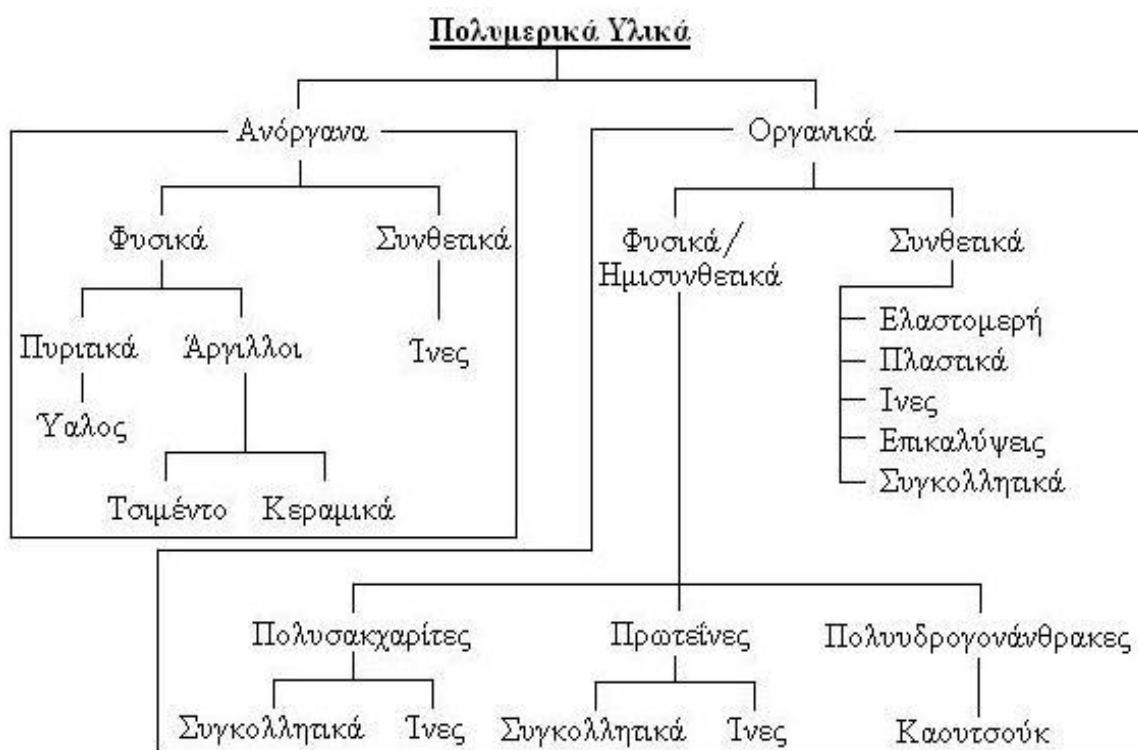 Πολυμερικά Υλικά
Ανόργανα
Οργανικά
Φυσικά
Συνθετικά
Φυσικά/
Ημισυνθετικά
Συνθετικά
Πυριτικά
Άργιλλοι
Ίνες
Ύαλος
Τσιμέντο
Κεραμικά
Ελαστομερή
Πλαστικά
Ινες
Επικαλύψεις
Συγκολλητικά
Πολυσακχαρίτες
Πρωτεΐνες
Πολυυδρογονάνθρακες
Συγκολλητικά
Ίνες
Συγκολλητικά
Ίνες
Καουτσούκ